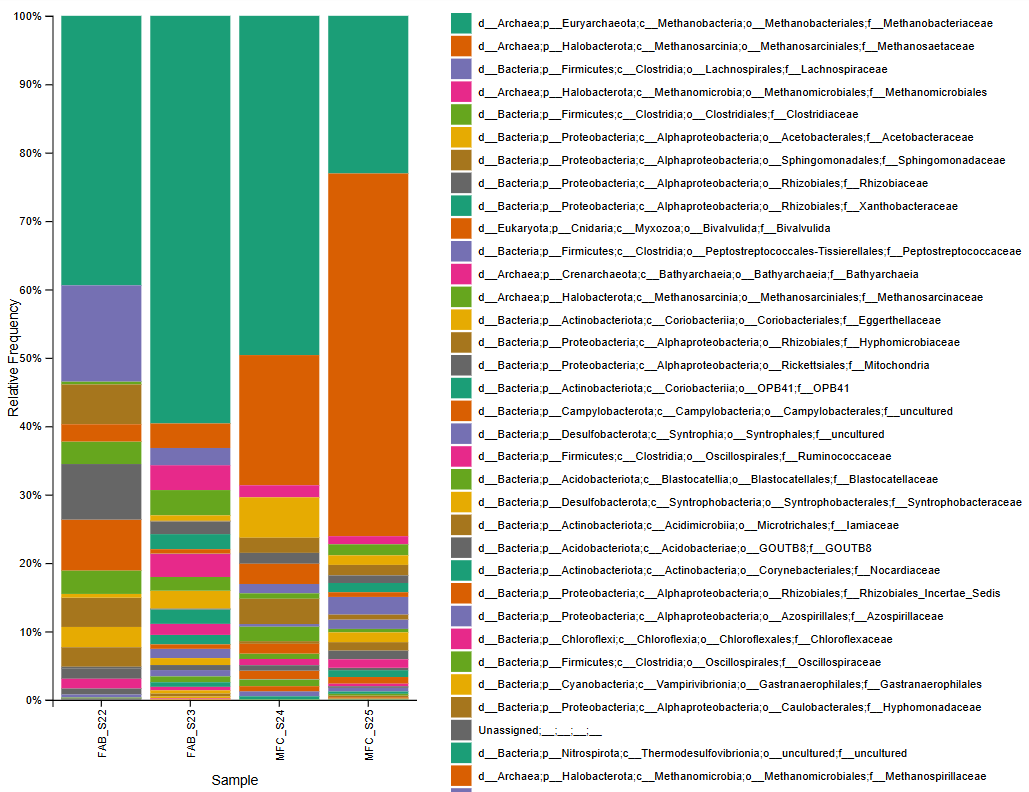 100%
90%
80%
70%
60%
50%
40%
30%
20%
10%
0%
Relative Frequency
FAB_S22
FAB_S23
MFC_S24
MFC_S25
Sample
d__Archaea;p__Euryarchaeota;c__Methanobacteria;o__Methanobacteriales;f__Methanobacteriaceae
d__Archaea;p__Halobacterota;c__Methanosarcinia;o__Methanosarciniales;f__Methanosaetaceae
d__Bacteria;p__Firmicutes;c__Clostridia;o__Lachnospirales;f__Lachnospiraceae
d__Archaea;p__Halobacterota;c__Methanomicrobia;o__Methanomicrobiales;f__Methanomicrobiales
d__Bacteria;p__Firmicutes;c__Clostridia;o__Clostridiales;f__Clostridiaceae
d__Bacteria;p__Proteobacteria;c__Alphaproteobacteria;o__Acetobacterales;f__Acetobacteraceae
d__Bacteria;p__Proteobacteria;c__Alphaproteobacteria;o__Sphingomonadales;f__Sphingomonadaceae
d__Bacteria;p__Proteobacteria;c__Alphaproteobacteria;o__Rhizobiales;f__Rhizobiaceae
d__Bacteria;p__Proteobacteria;c__Alphaproteobacteria;o__Rhizobiales;f__Xanthobacteraceae
d__Eukaryota;p__Cnidaria;c__Myxozoa;o__Bivalvulida;f__Bivalvulida
d__Bacteria;p__Firmicutes;c__Clostridia;o__Peptostreptococcales-Tissierellales;f__Peptostreptococcaceae
d__Archaea;p__Crenarchaeota;c__Bathyarchaeia;o__Bathyarchaeia;f__Bathyarchaeia
d__Archaea;p__Halobacterota;c__Methanosarcinia;o__Methanosarciniales;f__Methanosarcinaceae
d__Bacteria;p__Actinobacteriota;c__Coriobacteriia;o__Coriobacteriales;f__Eggerthellaceae
d__Bacteria;p__Proteobacteria;c__Alphaproteobacteria;o__Rhizobiales;f__Hyphomicrobiaceae
d__Bacteria;p__Proteobacteria;c__Alphaproteobacteria;o__Rickettsiales;f__Mitochondria
d__Bacteria;p__Actinobacteriota;c__Coriobacteriia;o__OPB41;f__OPB41
d__Bacteria;p__Campylobacterota;c__Campylobacteria;o__Campylobacterales;f__uncultured
d__Bacteria;p__Desulfobacterota;c__Syntrophia;o__Syntrophales;f__uncultured
d__Bacteria;p__Firmicutes;c__Clostridia;o__Oscillospirales;f__Ruminococcaceae
d__Bacteria;p__Acidobacteriota;c__Blastocatellia;o__Blastocatellales;f__Blastocatellaceae
d__Bacteria;p__Desulfobacterota;c__Syntrophobacteria;o__Syntrophobacterales;f__Syntrophobacteraceae
d__Bacteria;p__Actinobacteriota;c__Acidimicrobiia;o__Microtrichales;f__Iamiaceae
d__Bacteria;p__Acidobacteriota;c__Acidobacteriae;o__GOUTB8;f__GOUTB8
d__Bacteria;p__Actinobacteriota;c__Actinobacteria;o__Corynebacteriales;f__Nocardiaceae
d__Bacteria;p__Proteobacteria;c__Alphaproteobacteria;o__Rhizobiales;f__Rhizobiales_Incertae_Sedis
d__Bacteria;p__Proteobacteria;c__Alphaproteobacteria;o__Azospirillales;f__Azospirillaceae
d__Bacteria;p__Chloroflexi;c__Chloroflexia;o__Chloroflexales;f__Chloroflexaceae
d__Bacteria;p__Firmicutes;c__Clostridia;o__Oscillospirales;f__Oscillospiraceae
d__Bacteria;p__Cyanobacteria;c__Vampirivibrionia;o__Gastranaerophilales;f__Gastranaerophilales
d__Bacteria;p__Proteobacteria;c__Alphaproteobacteria;o__Caulobacterales;f__Hyphomonadaceae
Unassigned;__;__;__;__
d__Bacteria;p__Nitrospirota;c__Thermodesulfovibrionia;o__uncultured;f__uncultured
d__Archaea;p__Halobacterota;c__Methanomicrobia;o__Methanomicrobiales;f__Methanospirillaceae